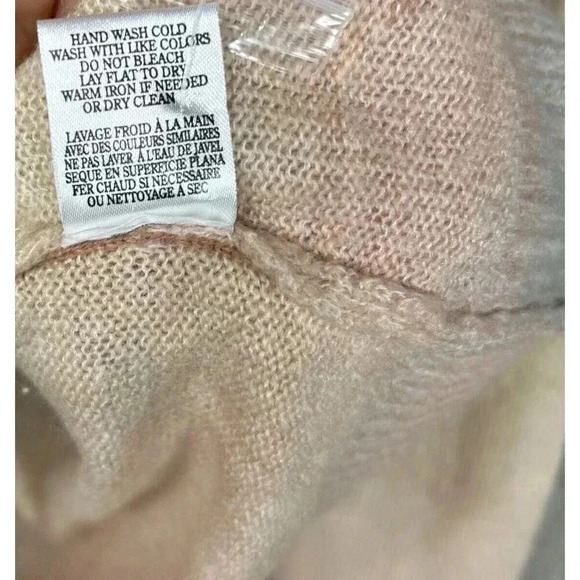 HAND WASH COLD
WASH WITH LIKE COLORS
DO NOT BLEACH
LAY FLAT TO DRY
WARM IRON IF NEEDED
OR DRY CLEAN
LAVAGE FROID À LA MAIN
AVEC DES COULEURS SIMILAIRES
NE PAS LAVER À L'EAU DE JAVEL
SEQUE EN SUPERFICIE PLANA
FER CHAUD SI NÉCESSAIRE
OU NETTOYAGE À SEC